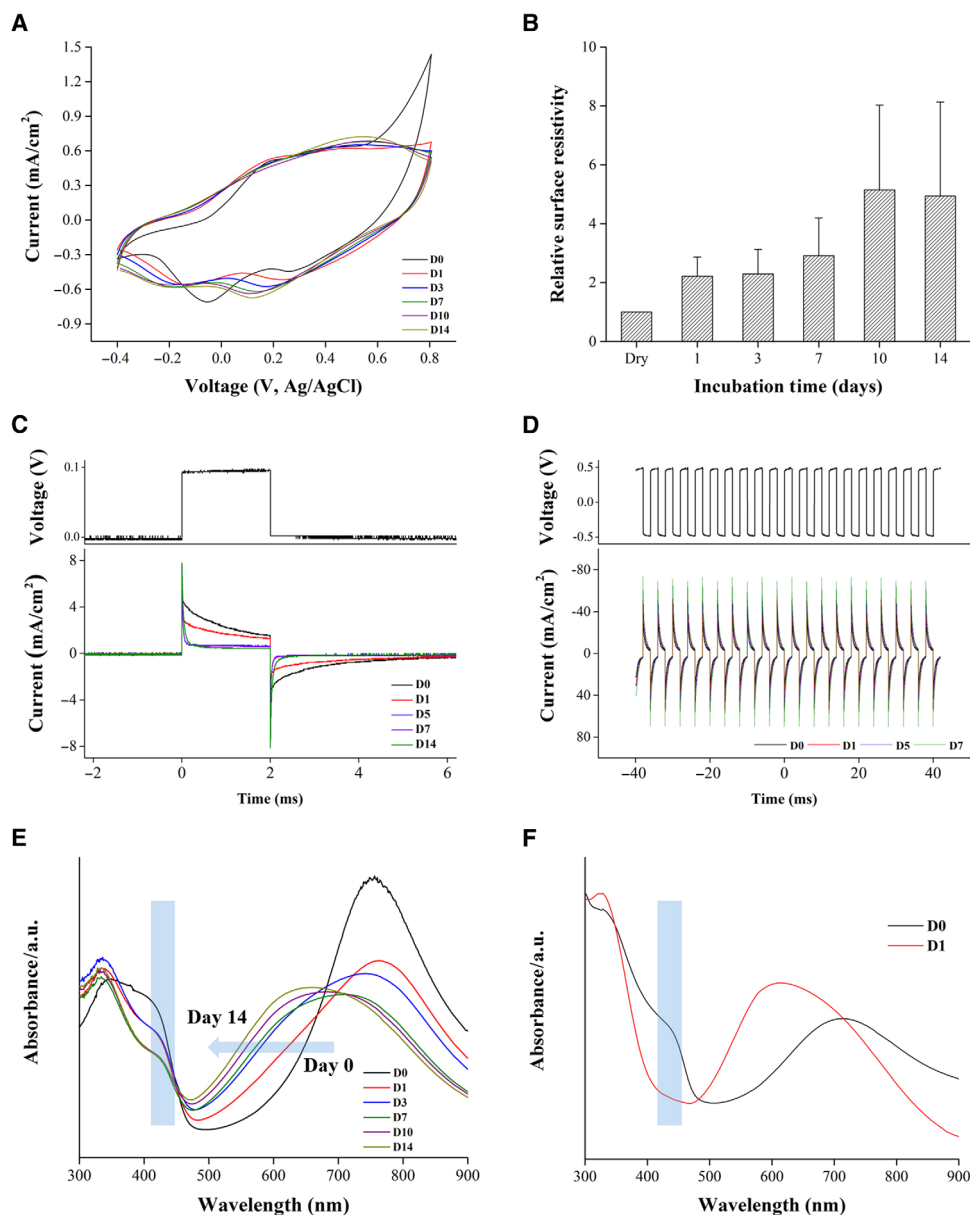 A
1.5
1.2
0.9
0.6
0.3
0.0
−0.3
−0.6
−0.9
Current (mA/cm²)
D0
D1
D3
D7
D10
D14
−0.4 −0.2 0.0 0.2 0.4 0.6 0.8
Voltage (V, Ag/AgCl)
B
10
8
6
4
2
0
Relative surface resistivity
Dry 1 3 7 10 14
Incubation time (days)
C
0.1
0.0
Voltage (V)
8
4
0
−4
−8
Current (mA/cm²)
D0
D1
D5
D7
D14
−2 0 2 4 6
Time (ms)
D
0.5
0.0
−0.5
Voltage (V)
-80
-40
0
40
80
Current (mA/cm²)
D0 D1 D5 D7
−40 −20 0 20 40
Time (ms)
E
Absorbance/a.u.
Day 14
Day 0
D0
D1
D3
D7
D10
D14
300 400 500 600 700 800 900
Wavelength (nm)
F
Absorbance/a.u.
D0
D1
300 400 500 600 700 800 900
Wavelength (nm)